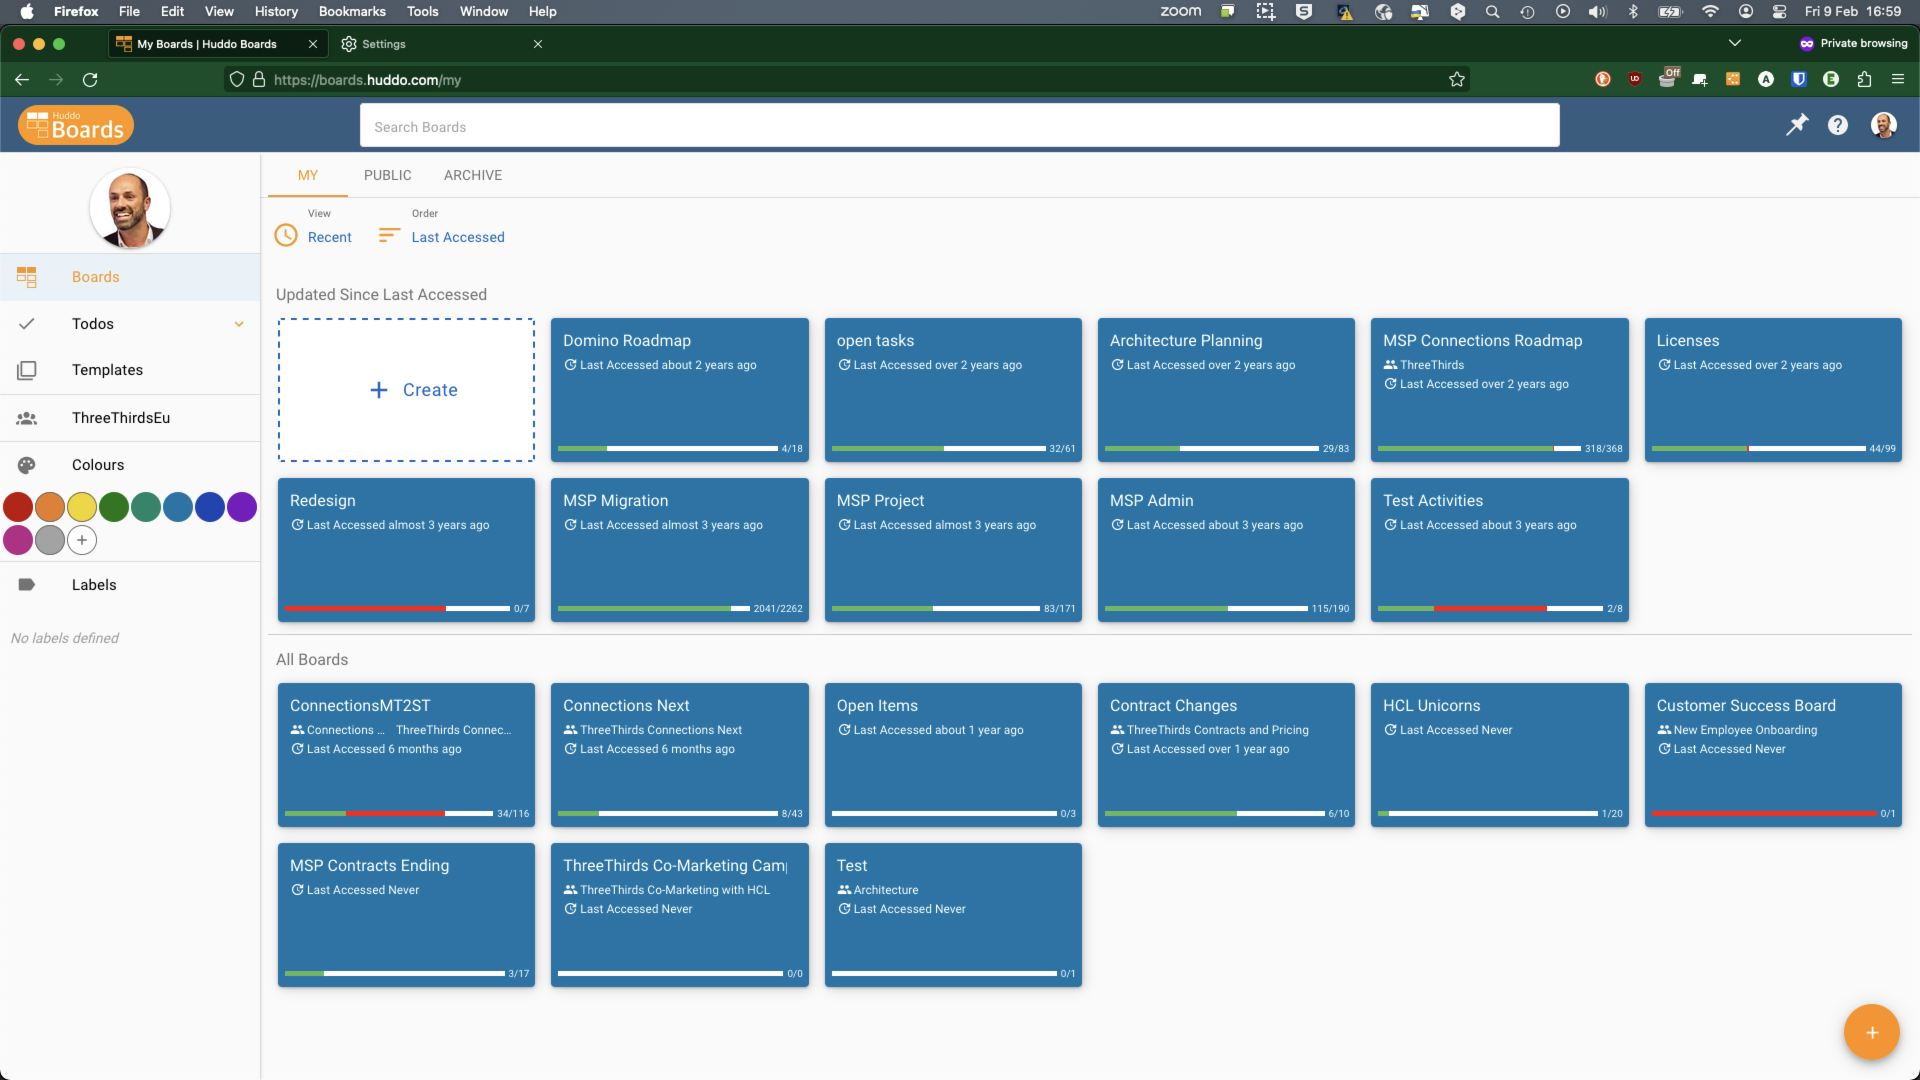 Firefox File Edit View History Bookmarks Tools Window Help
zoom
Fri 9 Feb 16:59
My Boards | Huddo Boards
Settings
Private browsing
https://boards.huddo.com/my
Off
Huddo
Boards
Search Boards
MY
PUBLIC
ARCHIVE
View
Recent
Order
Last Accessed
Boards
Todos
Templates
ThreeThirdsEu
Colours
Labels
No labels defined
Updated Since Last Accessed
Create
Domino Roadmap
Last Accessed about 2 years ago
4/18
open tasks
Last Accessed over 2 years ago
32/61
Architecture Planning
Last Accessed over 2 years ago
29/83
MSP Connections Roadmap
ThreeThirds
Last Accessed over 2 years ago
318/368
Licenses
Last Accessed over 2 years ago
44/99
Redesign
Last Accessed almost 3 years ago
0/7
MSP Migration
Last Accessed almost 3 years ago
2041/2262
MSP Project
Last Accessed almost 3 years ago
83/171
MSP Admin
Last Accessed about 3 years ago
115/190
Test Activities
Last Accessed about 3 years ago
2/8
All Boards
ConnectionsMT2ST
Connections ... ThreeThirds Connec...
Last Accessed 6 months ago
34/116
Connections Next
ThreeThirds Connections Next
Last Accessed 6 months ago
8/43
Open Items
Last Accessed about 1 year ago
0/3
Contract Changes
ThreeThirds Contracts and Pricing
Last Accessed over 1 year ago
6/10
HCL Unicorns
Last Accessed Never
1/20
Customer Success Board
New Employee Onboarding
Last Accessed Never
0/1
MSP Contracts Ending
Last Accessed Never
3/17
ThreeThirds Co-Marketing Cam
ThreeThirds Co-Marketing with HCL
Last Accessed Never
0/0
Test
Architecture
Last Accessed Never
0/1